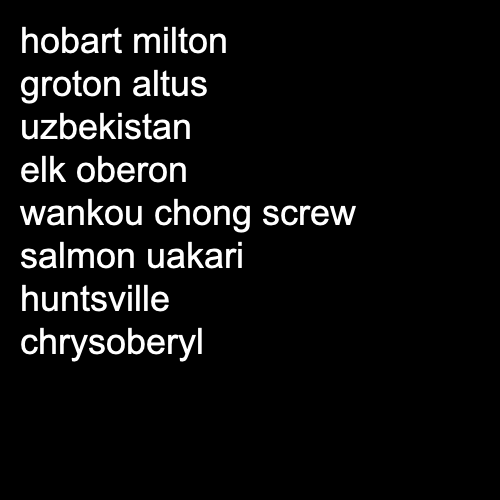 hobart milton
groton altus
uzbekistan
elk oberon
wankou chong screw
salmon uakari
huntsville
chrysoberyl